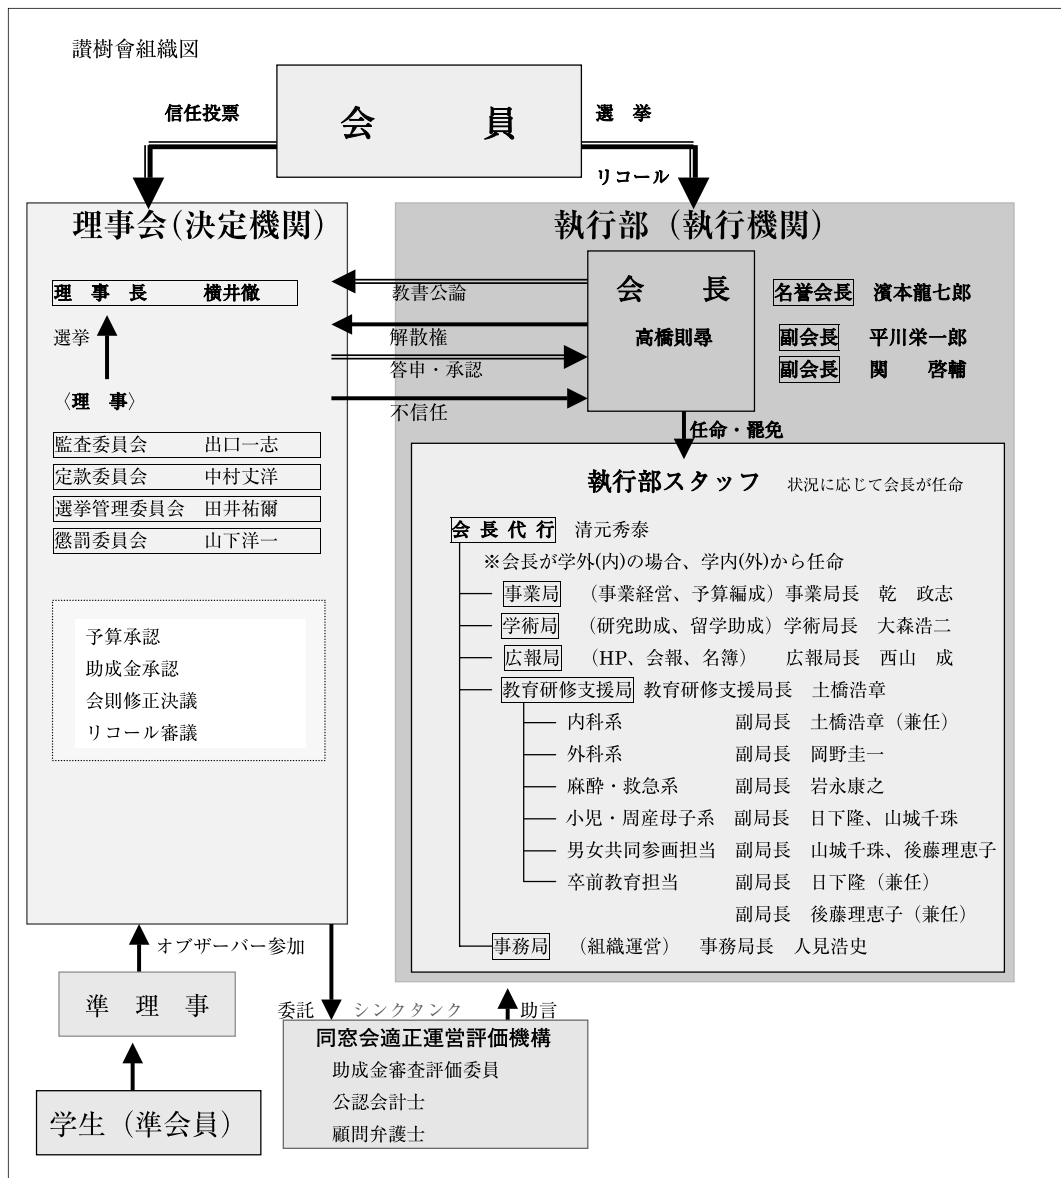 讃樹會組織図
会　員
信任投票
選　挙
リコール
理事会(決定機関)
理　事　長　横井徹
選挙
〈理　事〉
監査委員会　出口一志
定款委員会　中村丈洋
選挙管理委員会　田井祐爾
懲罰委員会　山下洋一
予算承認
助成金承認
会則修正決議
リコール審議
教書公論
解散権
答申・承認
不信任
執行部（執行機関）
会　長
高橋則尋
名誉会長　濱本龍七郎
副会長　平川栄一郎
副会長　関　啓輔
任命・罷免
執行部スタッフ　状況に応じて会長が任命
会 長 代 行　清元秀泰
※会長が学外(内)の場合、学内(外)から任命
事業局　（事業経営、予算編成）事業局長　乾　政志
学術局　（研究助成、留学助成）学術局長　大森浩二
広報局　（HP、会報、名簿）　広報局長　西山　成
教育研修支援局　教育研修支援局長　土橋浩章
内科系　副局長　土橋浩章（兼任）
外科系　副局長　岡野圭一
麻酔・救急系　副局長　岩永康之
小児・周産母子系　副局長　日下隆、山城千珠
男女共同参画担当　副局長　山城千珠、後藤理恵子
卒前教育担当　副局長　日下隆（兼任）
副局長　後藤理恵子（兼任）
事務局　（組織運営）　事務局長　人見浩史
オブザーバー参加
準　理　事
学生（準会員）
委託
シンクタンク
助言
同窓会適正運営評価機構
助成金審査評価委員
公認会計士
顧問弁護士